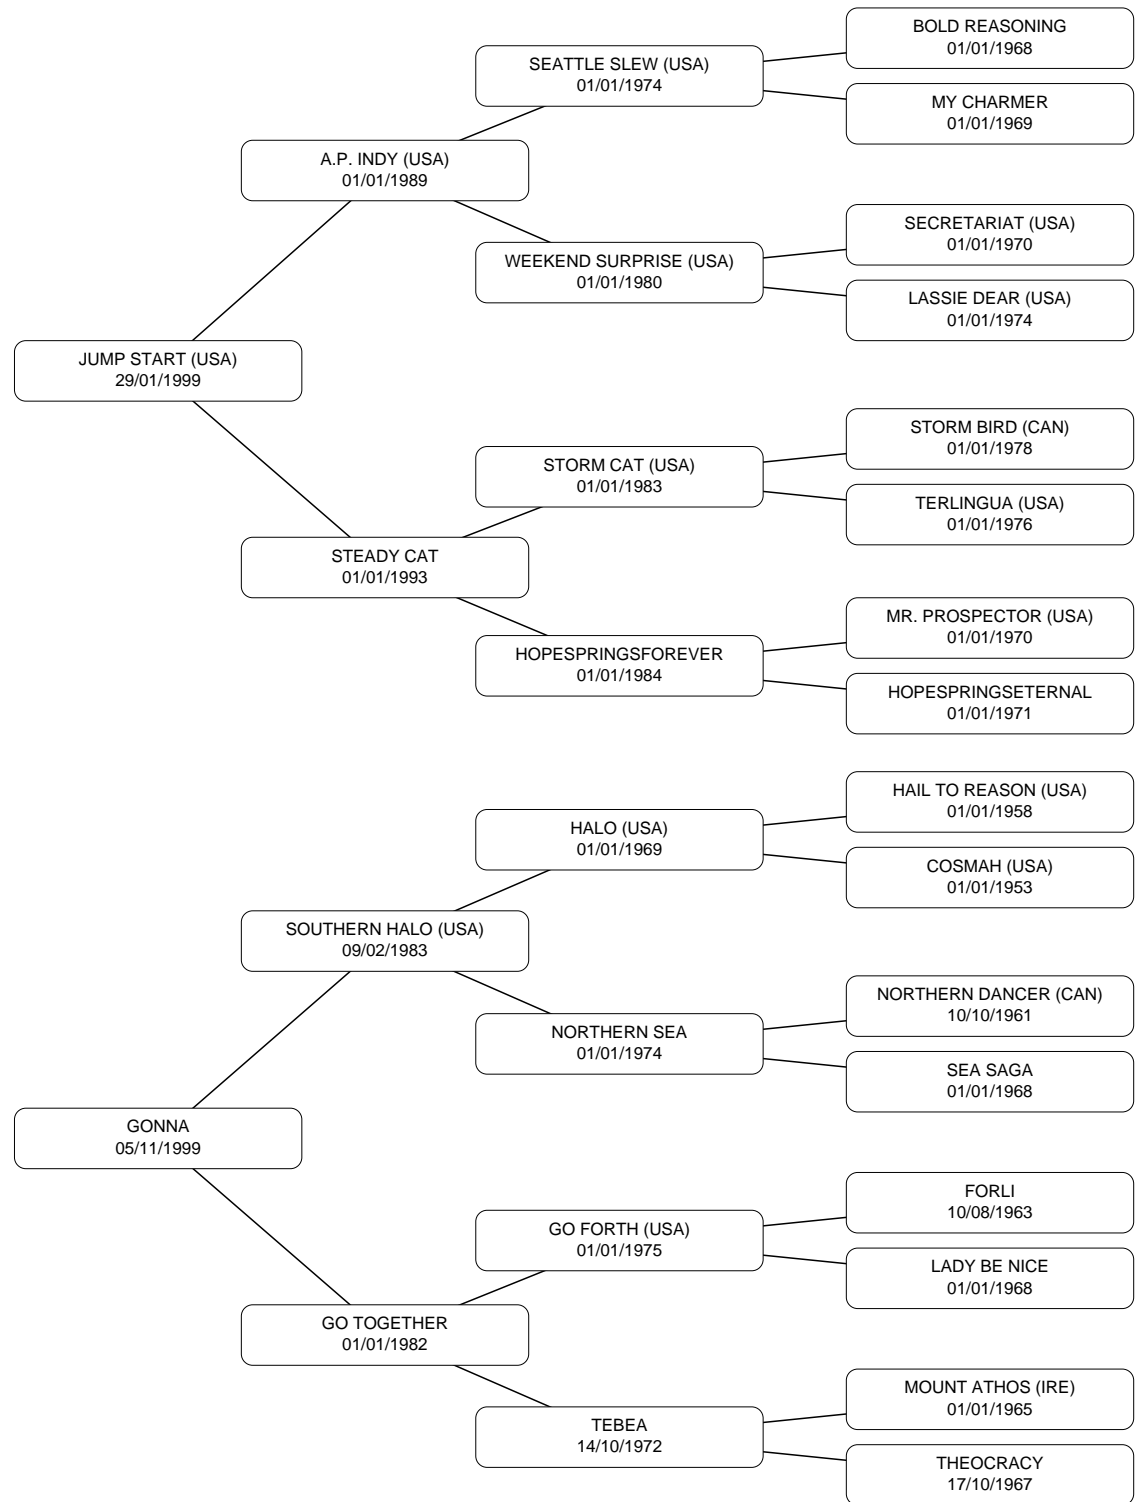 BOLD REASONING
01/01/1968
SEATTLE SLEW (USA)
01/01/1974
MY CHARMER
01/01/1969
A.P. INDY (USA)
01/01/1989
SECRETARIAT (USA)
01/01/1970
WEEKEND SURPRISE (USA)
01/01/1980
LASSIE DEAR (USA)
01/01/1974
JUMP START (USA)
29/01/1999
STORM BIRD (CAN)
01/01/1978
STORM CAT (USA)
01/01/1983
TERLINGUA (USA)
01/01/1976
STEADY CAT
01/01/1993
MR. PROSPECTOR (USA)
01/01/1970
HOPESPRINGSFOREVER
01/01/1984
HOPESPRINGSETERNAL
01/01/1971
HAIL TO REASON (USA)
01/01/1958
HALO (USA)
01/01/1969
COSMAH (USA)
01/01/1953
SOUTHERN HALO (USA)
09/02/1983
NORTHERN DANCER (CAN)
10/10/1961
NORTHERN SEA
01/01/1974
SEA SAGA
01/01/1968
GONNA
05/11/1999
FORLI
10/08/1963
GO FORTH (USA)
01/01/1975
LADY BE NICE
01/01/1968
GO TOGETHER
01/01/1982
MOUNT ATHOS (IRE)
01/01/1965
TEBEA
14/10/1972
THEOCRACY
17/10/1967